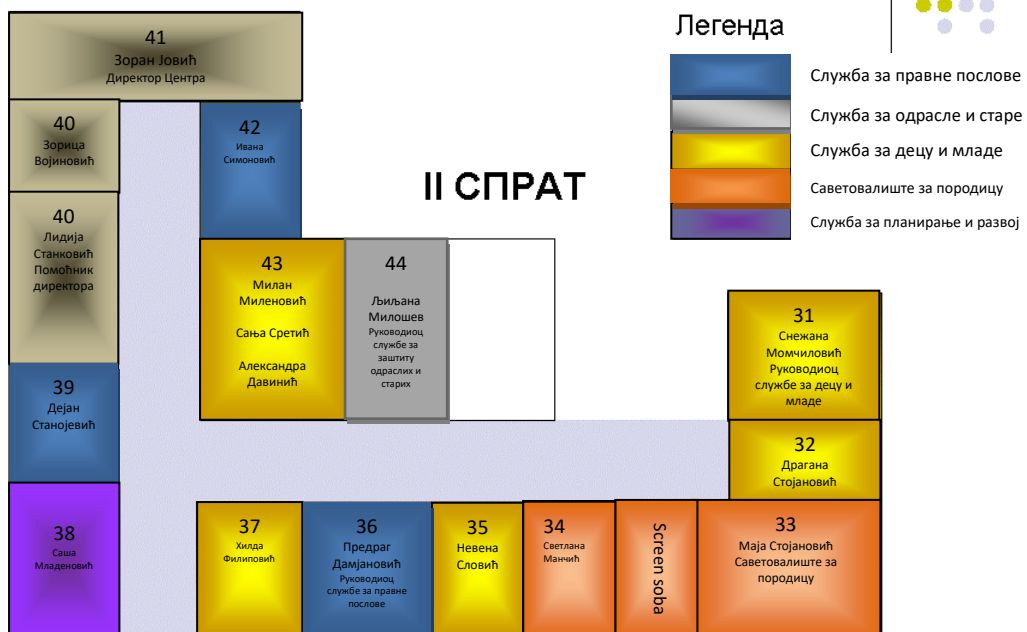 41
Зоран Јовић
Директор Центра
40
Зорица
Војиновић
40
Лидија
Станковић
Помоћник
директора
39
Дејан
Станојевић
38
Саша
Младеновић
42
Ивана
Симоновић
II СПРАТ
43
Милан
Миленовић
Сања Сретић
Александра
Давинић
44
Љиљана
Милошев
Руководиоц
службе за
заштиту
одраслих и
старих
Легенда
Служба за правне послове
Служба за одрасле и старе
Служба за децу и младе
Саветовалиште за породицу
Служба за планирање и развој
31
Снежана
Момчиловић
Руководиоц
службе за децу и
младе
32
Драгана
Стојановић
37
Хилда
Филиповић
36
Предраг
Дамјановић
Руководиоц
службе за правне
послове
35
Невена
Словић
34
Светлана
Манчић
Screen soba
33
Маја Стојановић
Саветовалиште за
породицу